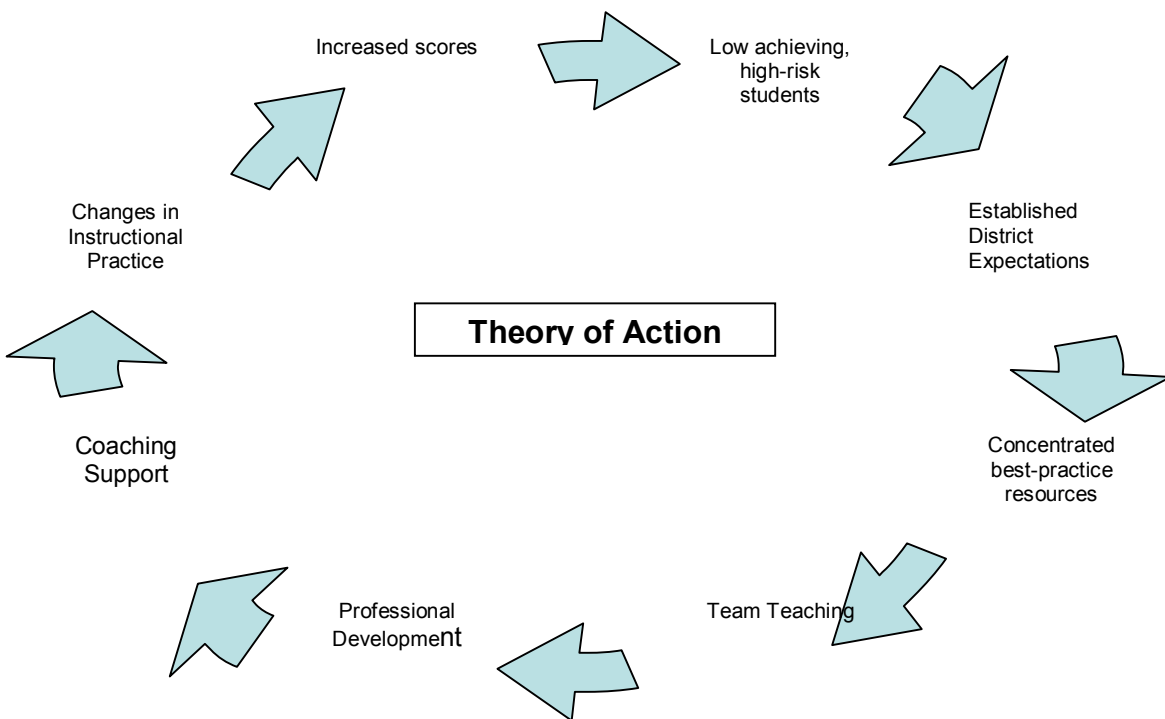 Increased scores
Low achieving,
high-risk
students
Established
District
Expectations
Concentrated
best-practice
resources
Team Teaching
Professional
Development
Coaching
Support
Changes in
Instructional
Practice
Theory of Action